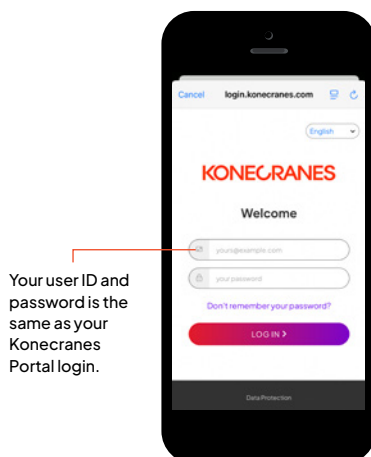 Cancel login.konecranes.com
English
KONECRANES
Welcome
yours@example.com
your password
Don't remember your password?
LOG IN >
Data Protection
Your user ID and
password is the
same as your
Konecranes
Portal login.